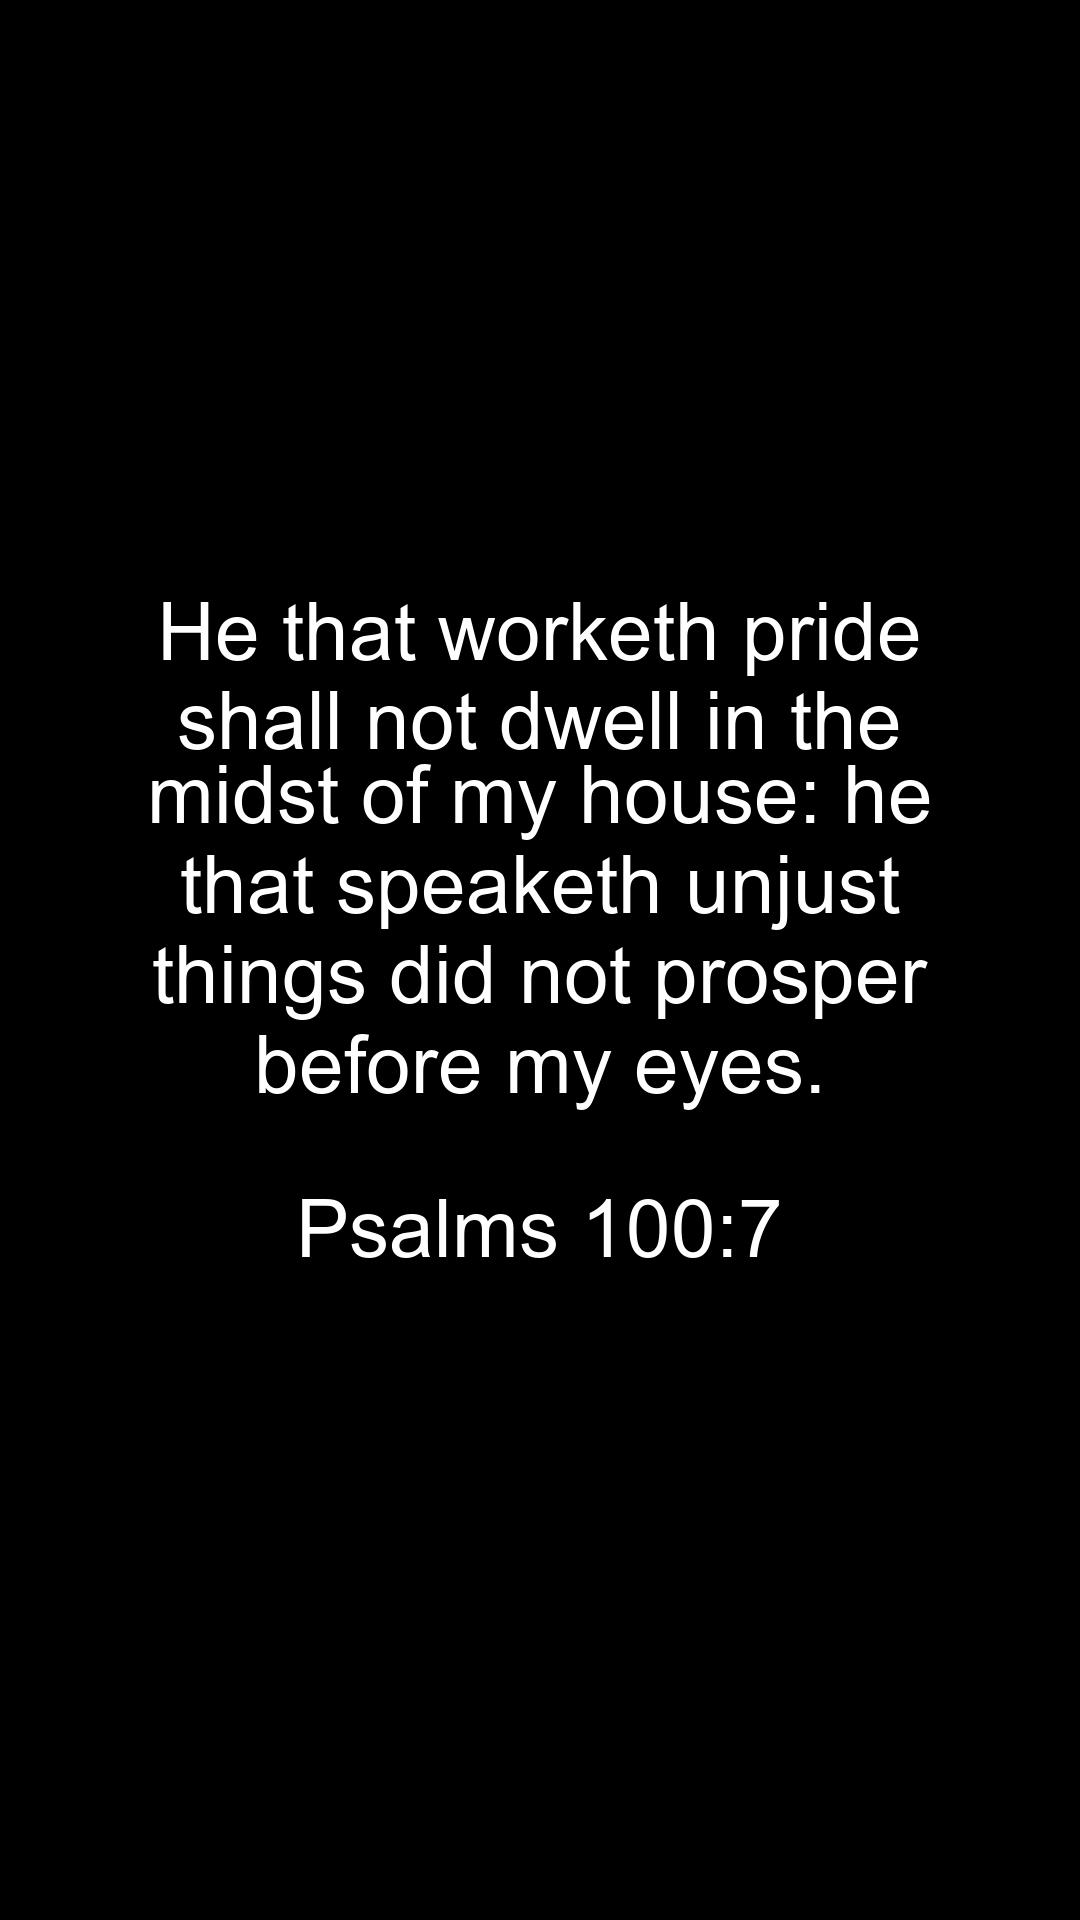 He that worketh pride
shall not dwell in the
midst of my house: he
that speaketh unjust
things did not prosper
before my eyes.
Psalms 100:7